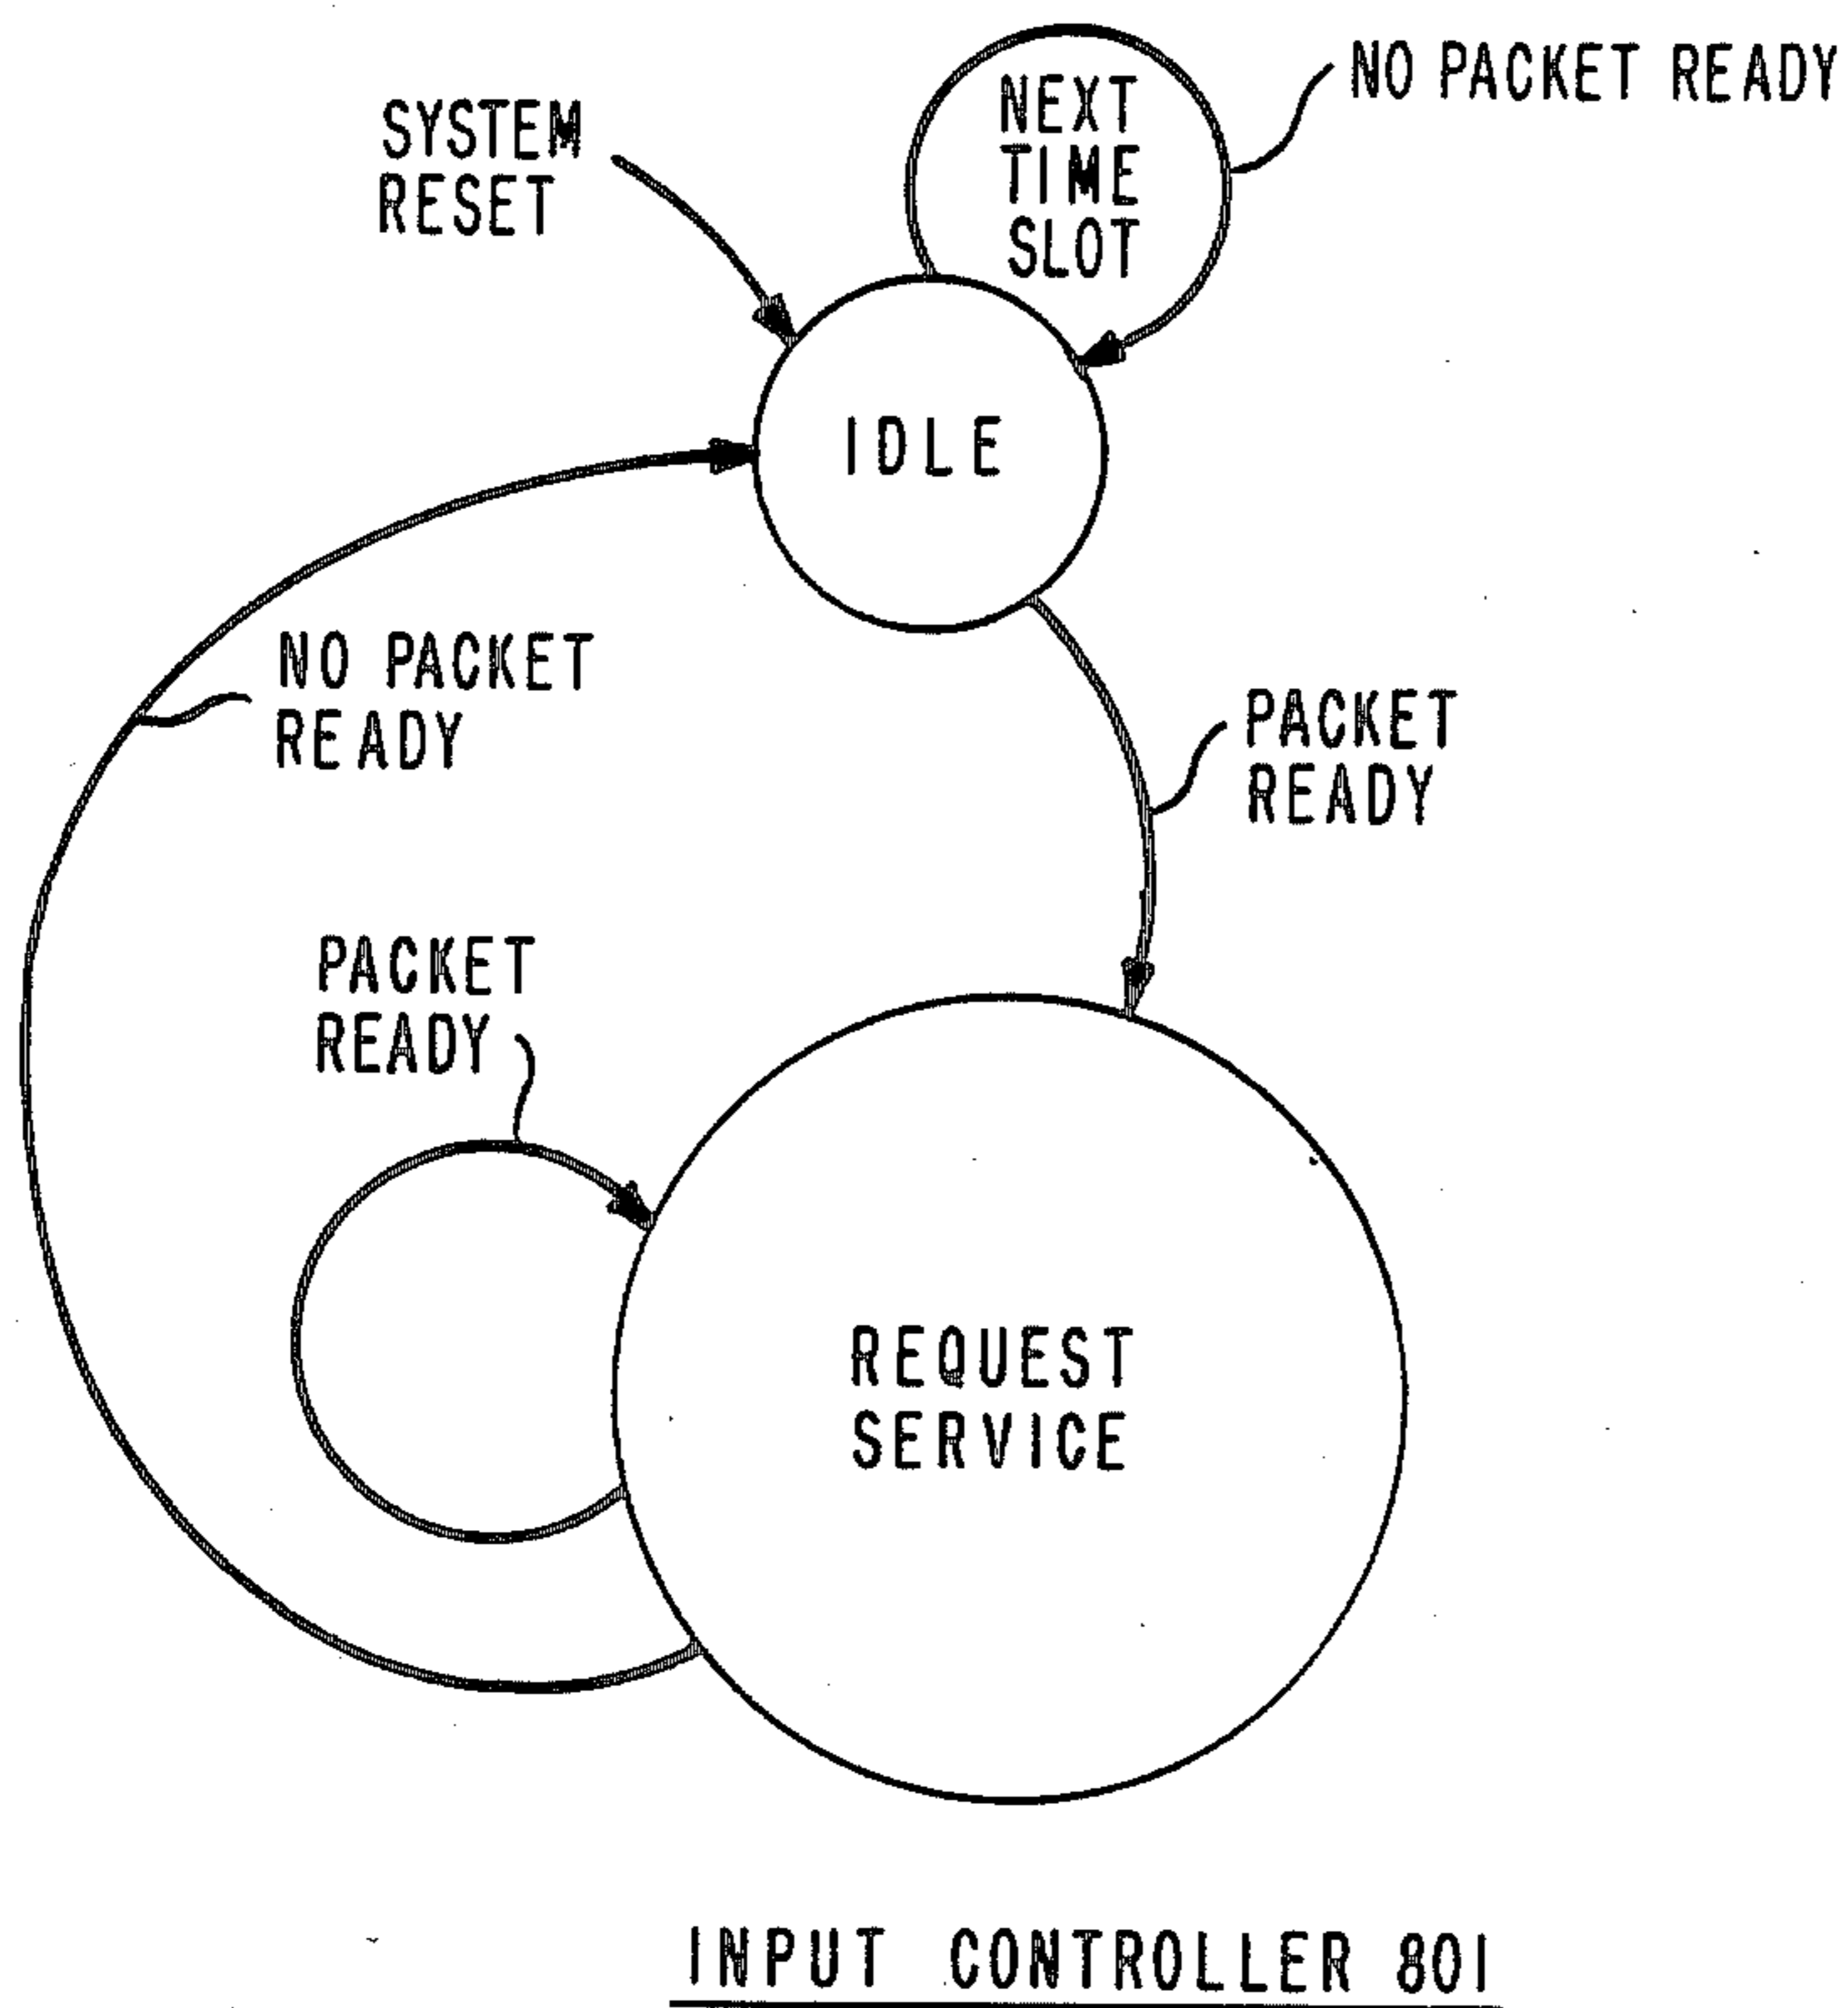 NO PACKET READY
NEXT
TIME
SLOT
SYSTEM
RESET
IDLE
NO PACKET
READY
PACKET
READY
PACKET
READY
REQUEST
SERVICE
INPUT CONTROLLER 801